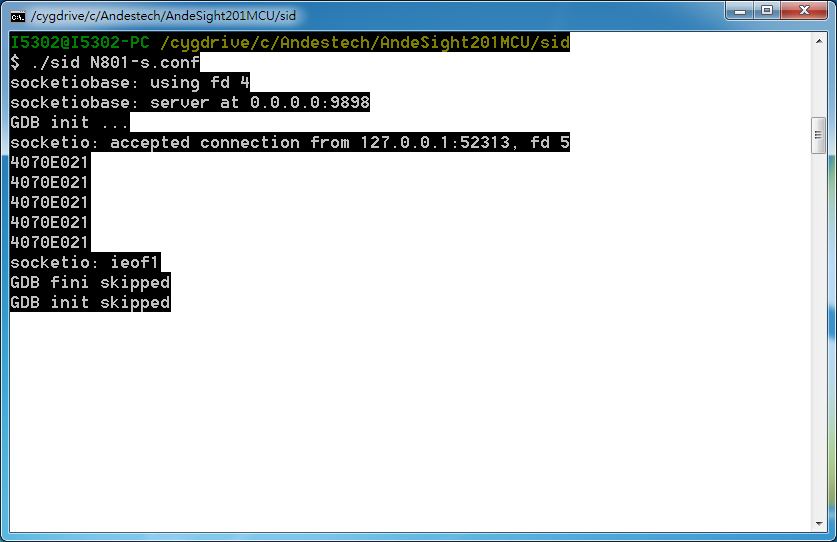 /cygdrive/c/Andestech/AndeSight201MCU/sid
I5302@I5302-PC /cygdrive/c/Andestech/AndeSight201MCU/sid
$ ./sid N801-s.conf
socketiobase: using fd 4
socketiobase: server at 0.0.0.0:9898
GDB init ...
socketio: accepted connection from 127.0.0.1:52313, fd 5
4070E021
4070E021
4070E021
4070E021
4070E021
socketio: ieof1
GDB fini skipped
GDB init skipped